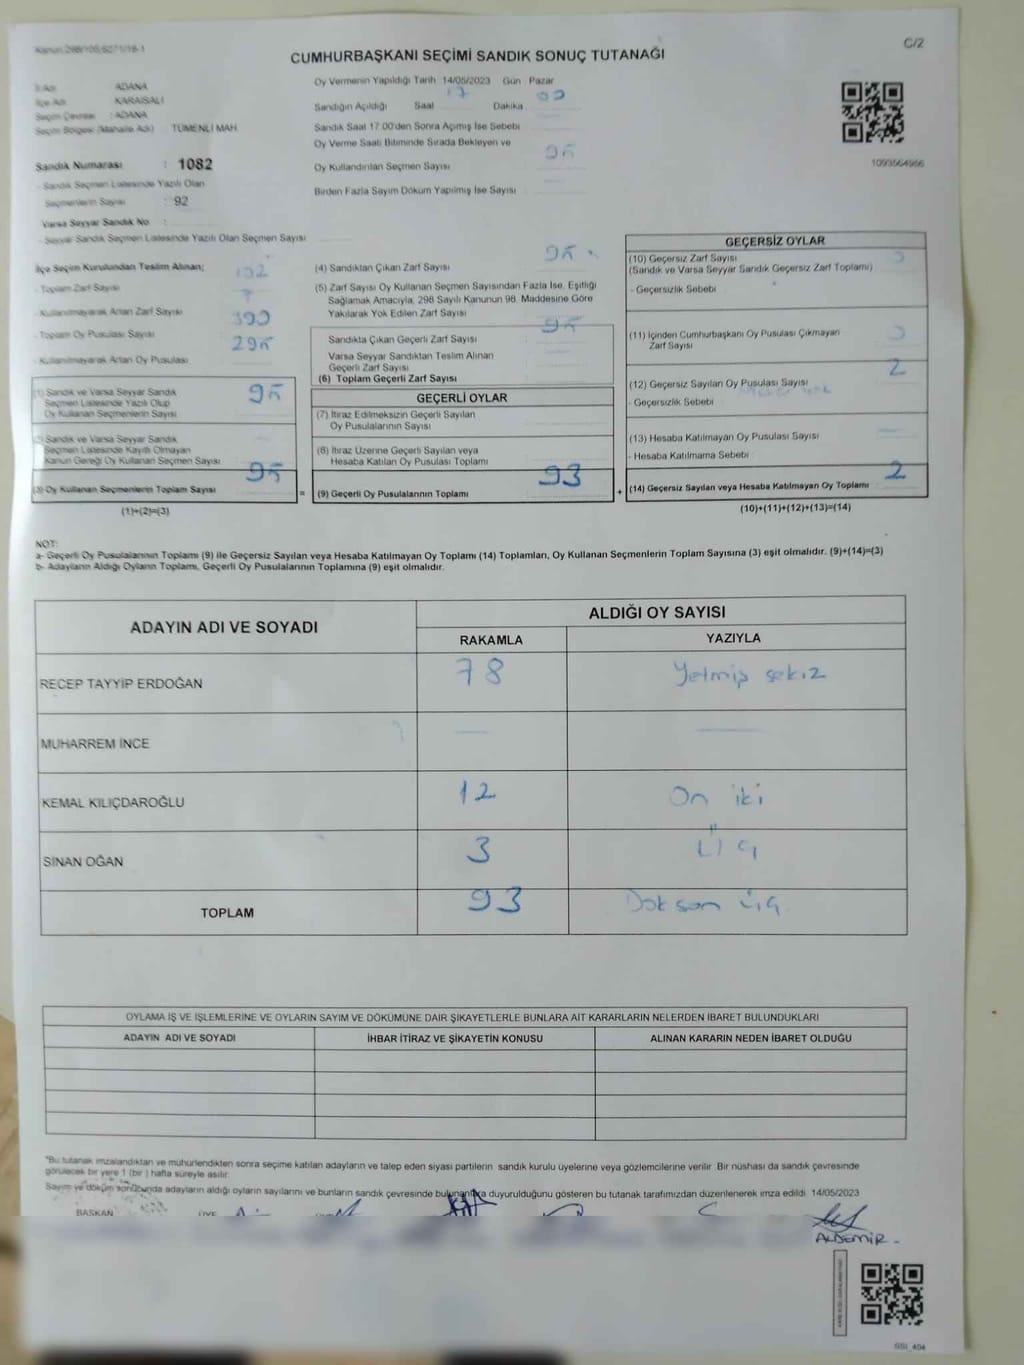 Kanun:298/105,6271/18-1
C/2
CUMHURBAŞKANI SEÇİMİ SANDIK SONUÇ TUTANAĞI
İl Adı : ADANA
İlçe Adı : KARAİSALI
Seçim Çevresi : ADANA
Seçim Bölgesi (Mahalle Adı) : TÜMENLİ MAH.
Sandık Numarası : 1082
- Sandık Seçmen Listesinde Yazılı Olan
Seçmenlerin Sayısı : 92
Varsa Seyyar Sandık No :
- Seyyar Sandık Seçmen Listesinde Yazılı Olan Seçmen Sayısı
Oy Vermenin Yapıldığı Tarih 14/05/2023 Gün Pazar
Sandığın Açıldığı Saat 17 Dakika 00
Sandık Saat 17.00'den Sonra Açılmış İse Sebebi
Oy Verme Saati Bitiminde Sırada Bekleyen ve
Oy Kullandırılan Seçmen Sayısı 95
Birden Fazla Sayım Döküm Yapılmış İse Sayısı
1093564966
İlçe Seçim Kurulundan Teslim Alınan;
- Toplam Zarf Sayısı
- Kullanılmayarak Artan Zarf Sayısı
- Toplam Oy Pusulası Sayısı 390
- Kullanılmayarak Artan Oy Pusulası 295
(1) Sandık ve Varsa Seyyar Sandık
Seçmen Listesinde Yazılı Olup
Oy Kullanan Seçmenlerin Sayısı 95
(2) Sandık ve Varsa Seyyar Sandık
Seçmen Listesinde Kayıtlı Olmayan
Kanun Gereği Oy Kullanan Seçmen Sayısı
(3) Oy Kullanan Seçmenlerin Toplam Sayısı 95
(1)+(2)=(3)
(4) Sandıktan Çıkan Zarf Sayısı 95
(5) Zarf Sayısı Oy Kullanan Seçmen Sayısından Fazla İse, Eşitliği
Sağlamak Amacıyla, 298 Sayılı Kanunun 98. Maddesine Göre
Yakılarak Yok Edilen Zarf Sayısı
Sandıkta Çıkan Geçerli Zarf Sayısı 95
Varsa Seyyar Sandıktan Teslim Alınan
Geçerli Zarf Sayısı
(6) Toplam Geçerli Zarf Sayısı
GEÇERLİ OYLAR
(7) İtiraz Edilmeksizin Geçerli Sayılan
Oy Pusulalarının Sayısı
(8) İtiraz Üzerine Geçerli Sayılan veya
Hesaba Katılan Oy Pusulası Toplamı
= (9) Geçerli Oy Pusulalarının Toplamı 93 +
GEÇERSİZ OYLAR
(10) Geçersiz Zarf Sayısı
(Sandık ve Varsa Seyyar Sandık Geçersiz Zarf Toplamı)
- Geçersizlik Sebebi
(11) İçinden Cumhurbaşkanı Oy Pusulası Çıkmayan
Zarf Sayısı
(12) Geçersiz Sayılan Oy Pusulası Sayısı 2
- Geçersizlik Sebebi
(13) Hesaba Katılmayan Oy Pusulası Sayısı
- Hesaba Katılmama Sebebi
(14) Geçersiz Sayılan veya Hesaba Katılmayan Oy Toplamı 2
(10)+(11)+(12)+(13)=(14)
NOT:
a- Geçerli Oy Pusulalarının Toplamı (9) ile Geçersiz Sayılan veya Hesaba Katılmayan Oy Toplamı (14) Toplamları, Oy Kullanan Seçmenlerin Toplam Sayısına (3) eşit olmalıdır. (9)+(14)=(3)
b- Adayların Aldığı Oyların Toplamı, Geçerli Oy Pusulalarının Toplamına (9) eşit olmalıdır.
ADAYIN ADI VE SOYADI
ALDIĞI OY SAYISI
RAKAMLA YAZIYLA
RECEP TAYYİP ERDOĞAN 78 Yetmiş sekiz
MUHARREM İNCE — —
KEMAL KILIÇDAROĞLU 12 On iki
SİNAN OĞAN 3 Üç
TOPLAM 93 Doksan üç
OYLAMA İŞ VE İŞLEMLERİNE VE OYLARIN SAYIM VE DÖKÜMÜNE DAİR ŞİKAYETLERLE BUNLARA AİT KARARLARIN NELERDEN İBARET BULUNDUKLARI
ADAYIN ADI VE SOYADI İHBAR İTİRAZ VE ŞİKAYETİN KONUSU ALINAN KARARIN NEDEN İBARET OLDUĞU
*Bu tutanak imzalandıktan ve mühürlendikten sonra seçime katılan adayların ve talep eden siyasi partilerin sandık kurulu üyelerine veya gözlemcilerine verilir. Bir nüshası da sandık çevresinde
görülecek bir yere 1 (bir ) hafta süreyle asılır.
Sayım ve döküm sonucunda adayların aldığı oyların sayılarını ve bunların sandık çevresinde bulunanlara duyurulduğunu gösteren bu tutanak tarafımızdan düzenlenerek imza edildi. 14/05/2023
BAŞKAN ÜYE
SSİ_404